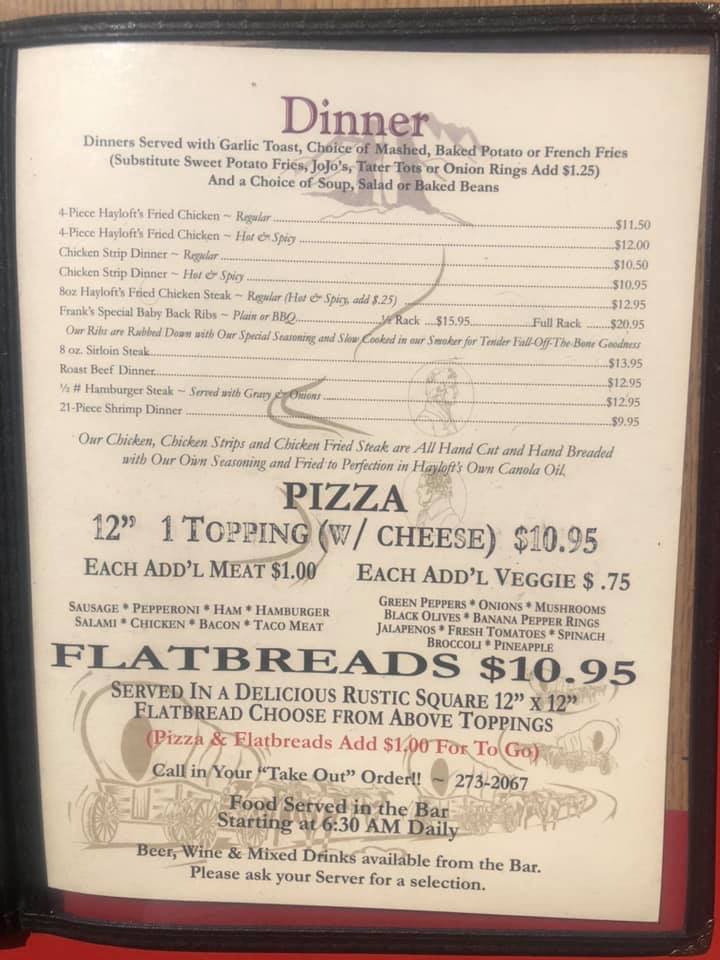 Dinner
Dinners Served with Garlic Toast, Choice of Mashed, Baked Potato or French Fries
(Substitute Sweet Potato Fries, JoJo's, Tater Tots or Onion Rings Add $1.25)
And a Choice of Soup, Salad or Baked Beans
4-Piece Hayloft's Fried Chicken ~ Regular ... $11.50
4-Piece Hayloft's Fried Chicken ~ Hot & Spicy ... $12.00
Chicken Strip Dinner ~ Regular ... $10.50
Chicken Strip Dinner ~ Hot & Spicy ... $10.95
8oz Hayloft's Fried Chicken Steak ~ Regular (Hot & Spicy, add $.25) ... $12.95
Frank's Special Baby Back Ribs ~ Plain or BBQ ... ½ Rack ....$15.95 ... Full Rack ... $20.95
Our Ribs are Rubbed Down with Our Special Seasoning and Slow Cooked in our Smoker for Tender Fall-Off-The-Bone Goodness
8 oz. Sirloin Steak ... $13.95
Roast Beef Dinner ... $12.95
½ # Hamburger Steak ~ Served with Gravy & Onions ... $12.95
21-Piece Shrimp Dinner ... $9.95
Our Chicken, Chicken Strips and Chicken Fried Steak are All Hand Cut and Hand Breaded
with Our Own Seasoning and Fried to Perfection in Hayloft's Own Canola Oil.
PIZZA
12" 1 TOPPING (W/ CHEESE) $10.95
EACH ADD'L MEAT $1.00 EACH ADD'L VEGGIE $ .75
SAUSAGE * PEPPERONI * HAM * HAMBURGER
SALAMI * CHICKEN * BACON * TACO MEAT
GREEN PEPPERS * ONIONS * MUSHROOMS
BLACK OLIVES * BANANA PEPPER RINGS
JALAPENOS * FRESH TOMATOES * SPINACH
BROCCOLI * PINEAPPLE
FLATBREADS $10.95
SERVED IN A DELICIOUS RUSTIC SQUARE 12" X 12"
FLATBREAD CHOOSE FROM ABOVE TOPPINGS
(Pizza & Flatbreads Add $1.00 For To Go)
Call in Your "Take Out" Order!! ~ 273-2067
Food Served in the Bar
Starting at 6:30 AM Daily
Beer, Wine & Mixed Drinks available from the Bar.
Please ask your Server for a selection.